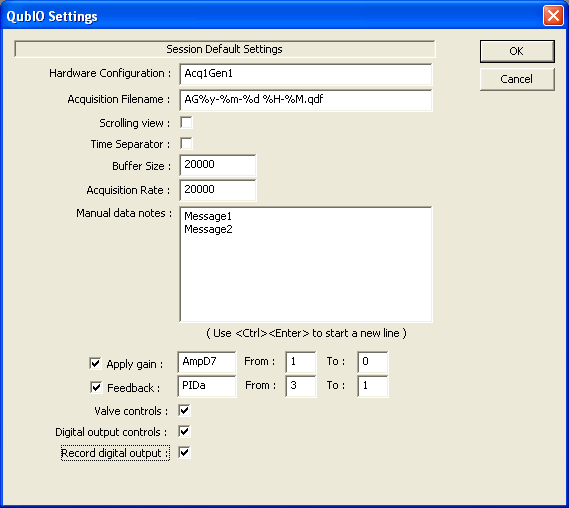 QubIO Settings
Session Default Settings
OK
Hardware Configuration : Acq1Gen1
Cancel
Acquisition Filename : AG%y-%m-%d %H-%M.qdf
Scrolling view :
Time Separator :
Buffer Size : 20000
Acquisition Rate : 20000
Manual data notes : Message1
Message2
( Use <Ctrl><Enter> to start a new line )
Apply gain : AmpD7 From : 1 To : 0
Feedback : PIDa From : 3 To : 1
Valve controls :
Digital output controls :
Record digital output :